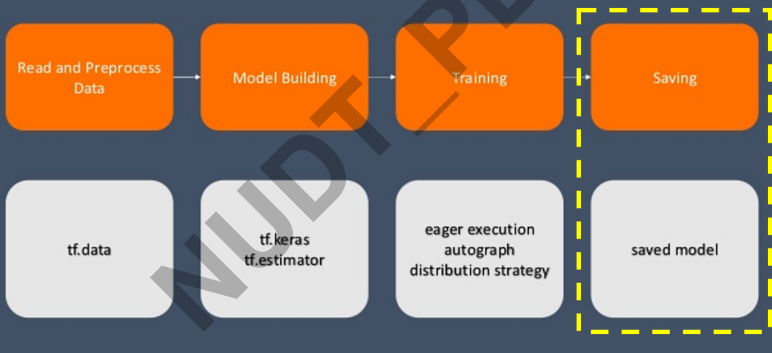 Read and Preprocess
Data
Model Building
Training
Saving
tf.data
tf.keras
tf.estimator
eager execution
autograph
distribution strategy
saved model